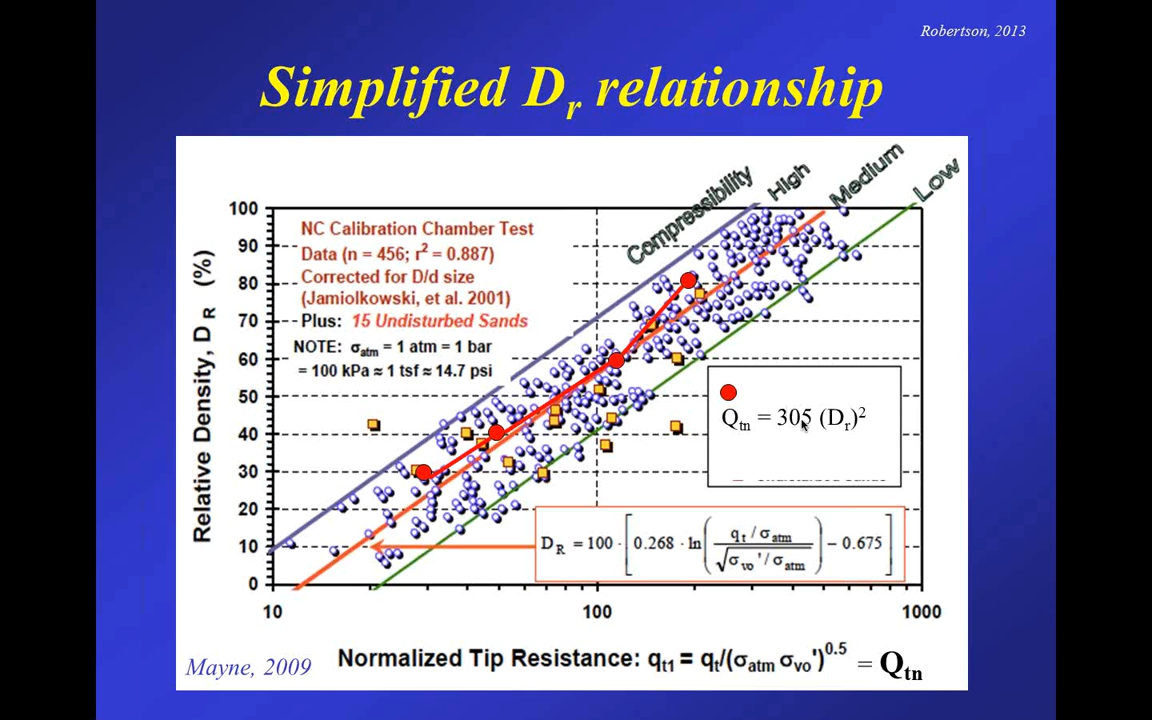 Robertson, 2013
Simplified Dr relationship
Compressibility
High
Medium
Low
100
90
80
70
60
50
40
30
20
10
0
Relative Density, DR (%)
NC Calibration Chamber Test
Data (n = 456; r² = 0.887)
Corrected for D/d size
(Jamiolkowski, et al. 2001)
Plus: 15 Undisturbed Sands
NOTE: σatm = 1 atm = 1 bar
= 100 kPa ≈ 1 tsf ≈ 14.7 psi
Qtn = 305 (Dr)²
DR = 100 · [0.268 · ln( (qt / σatm) / √(σvo' / σatm) ) − 0.675]
10
100
1000
Normalized Tip Resistance: qt1 = qt/(σatm σvo')^0.5 = Qtn
Mayne, 2009